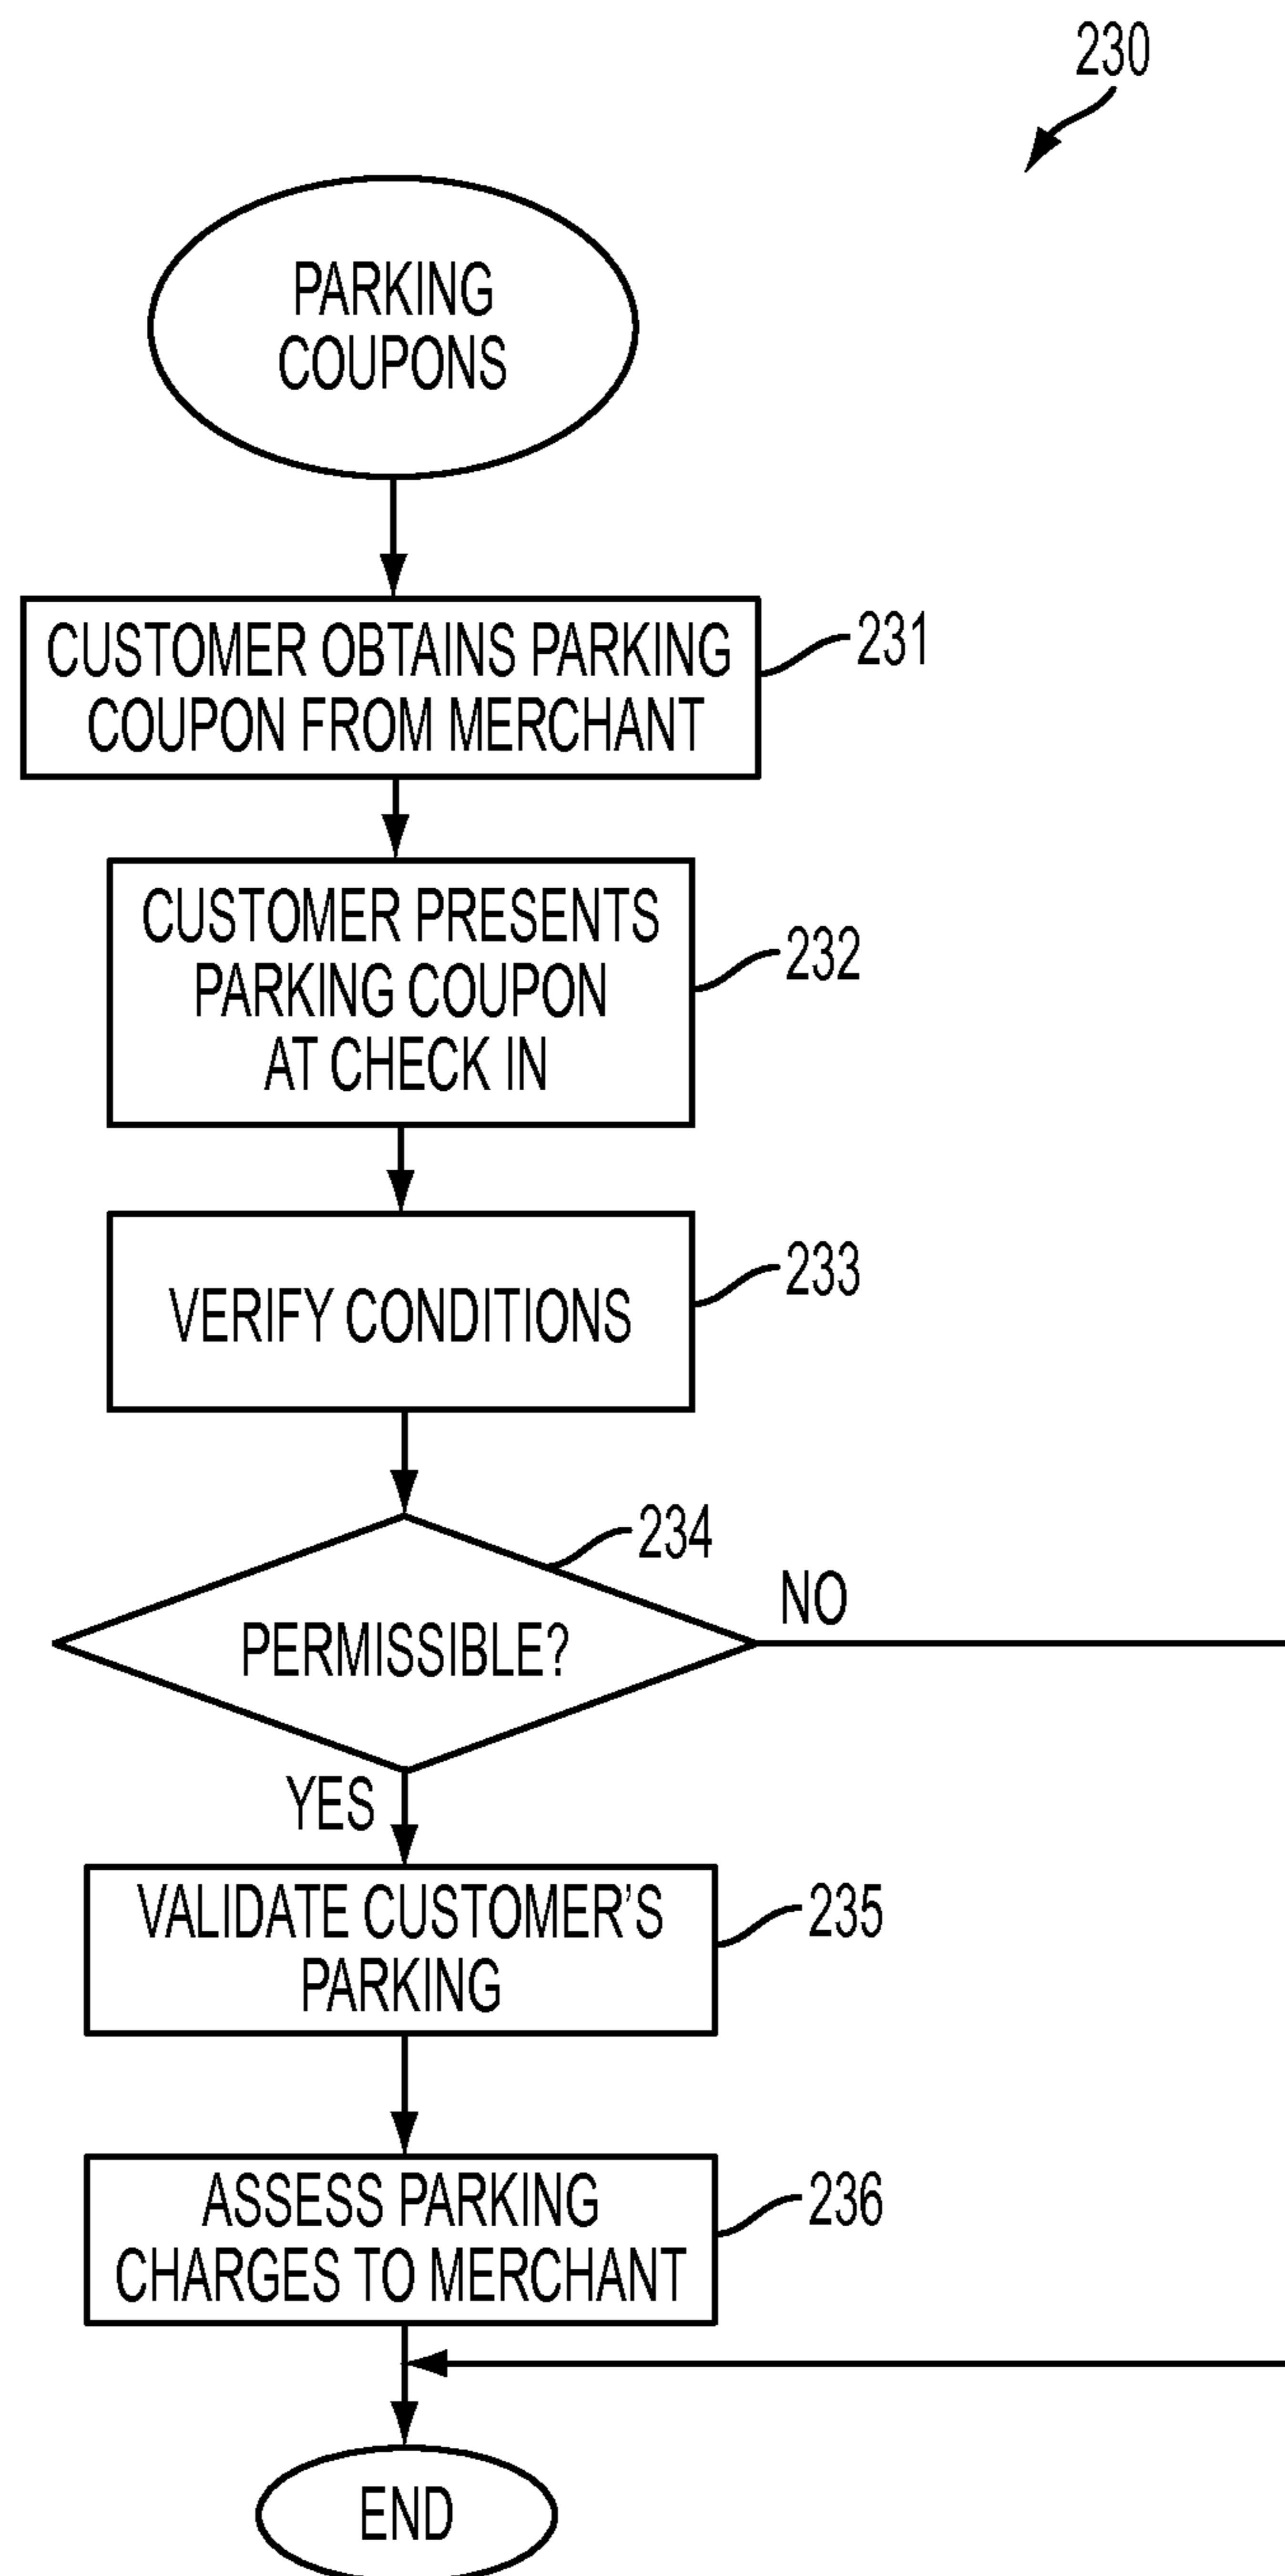 230
PARKING
COUPONS
CUSTOMER OBTAINS PARKING
COUPON FROM MERCHANT
231
CUSTOMER PRESENTS
PARKING COUPON
AT CHECK IN
232
VERIFY CONDITIONS
233
234
PERMISSIBLE?
NO
YES
VALIDATE CUSTOMER'S
PARKING
235
ASSESS PARKING
CHARGES TO MERCHANT
236
END